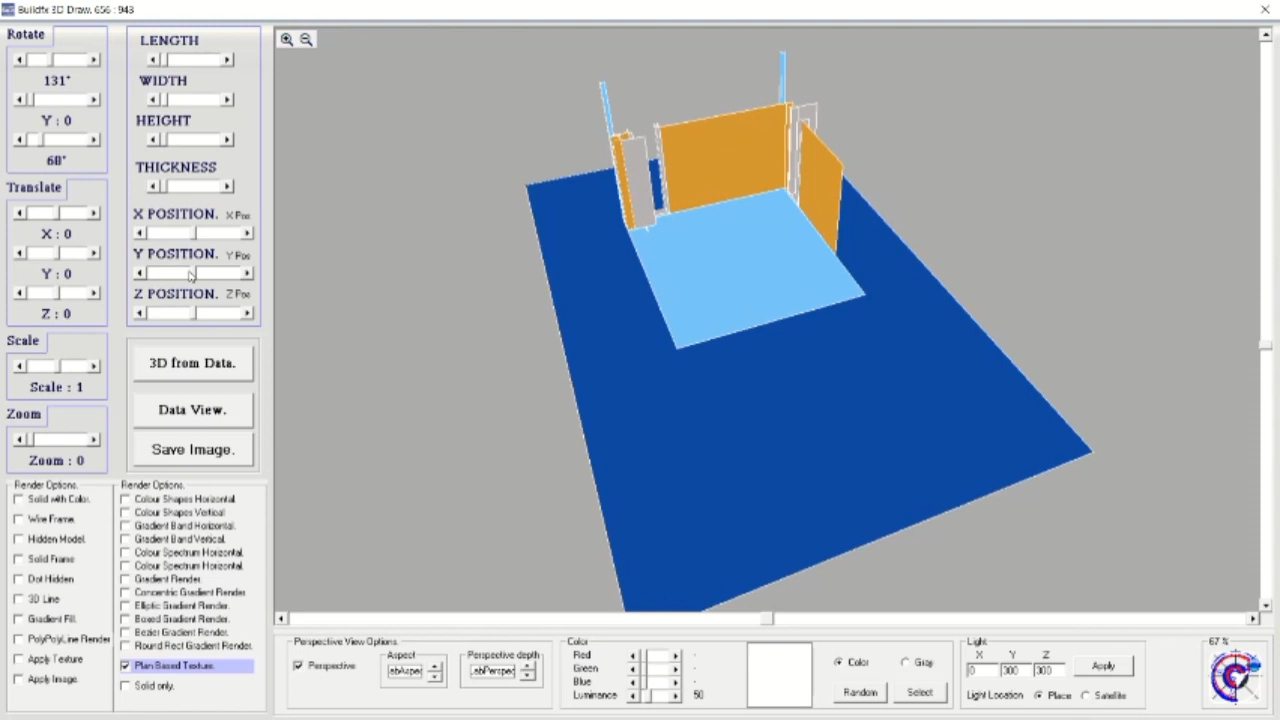 Buildfx 3D Draw. 656 : 943
Rotate
131°
Y : 0
60°
Translate
X : 0
Y : 0
Z : 0
Scale
Scale : 1
Zoom
Zoom : 0
LENGTH
WIDTH
HEIGHT
THICKNESS
X POSITION. X Pos
Y POSITION. Y Pos
Z POSITION. Z Pos
3D from Data.
Data View.
Save Image.
Render Options.
Solid with Color.
Wire Frame.
Hidden Model.
Solid Frame
Dot Hidden
3D Line
Gradient Fill.
PolyPolyLine Render
Apply Texture
Apply Image.
Render Options.
Colour Shapes Horizontal.
Colour Shapes Vertical
Gradient Band Horizontal.
Gradient Band Vertical.
Colour Spectrum Horizontal.
Colour Spectrum Horizontal.
Gradient Render.
Concentric Gradient Render
Elliptic Gradient Render.
Boxed Gradient Render.
Bezier Gradient Render.
Round Rect Gradient Render.
Plan Based Texture.
Solid only.
Perspective View Options.
Perspective
Aspect
Perspective depth
Color
Red
Green
Blue
Luminance 50
Color Gray
Random Select
Light
X Y Z
0 300 300 Apply
Light Location Place Satellite
67 %